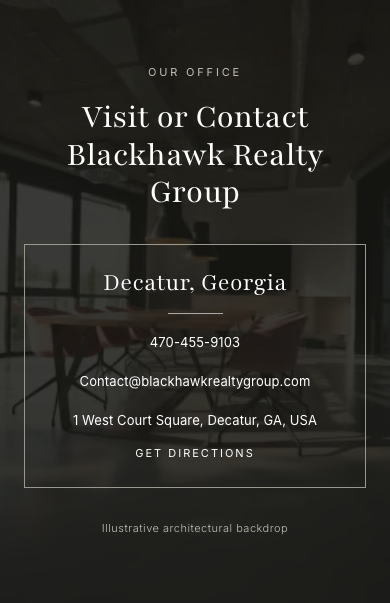 OUR OFFICE
Visit or Contact
Blackhawk Realty
Group
Decatur, Georgia
470-455-9103
Contact@blackhawkrealtygroup.com
1 West Court Square, Decatur, GA, USA
GET DIRECTIONS
Illustrative architectural backdrop